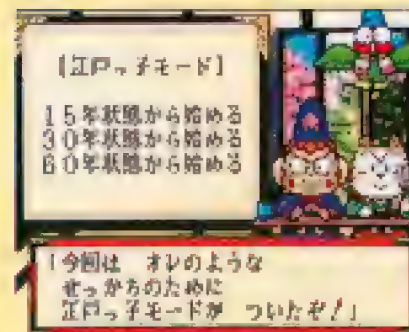 【江戸っ子モード】
15年状態から始める
30年状態から始める
60年状態から始める
「今回は オレのような
せっかちのために
江戸っ子モードが ついたぞ!」